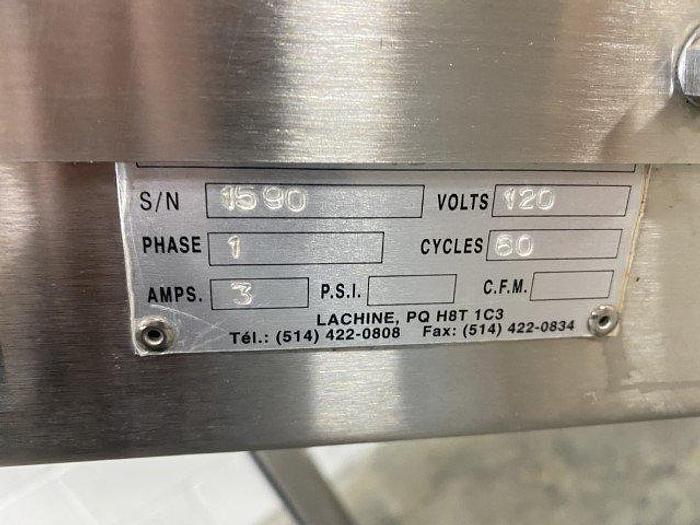 S/N 1590 VOLTS 120
PHASE 1 CYCLES 60
AMPS. 3 P.S.I. C.F.M.
LACHINE, PQ H8T 1C3
Tél.: (514) 422-0808 Fax: (514) 422-0834